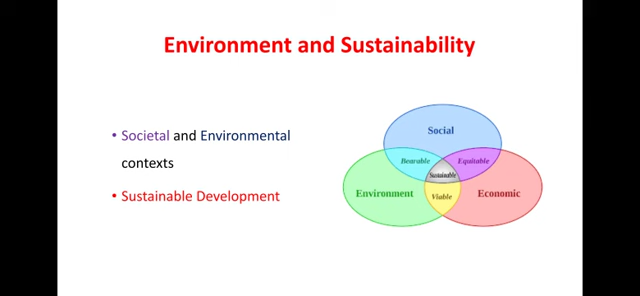 Environment and Sustainability
• Societal and Environmental
contexts
• Sustainable Development
Social
Bearable
Equitable
Sustainable
Environment
Economic
Viable